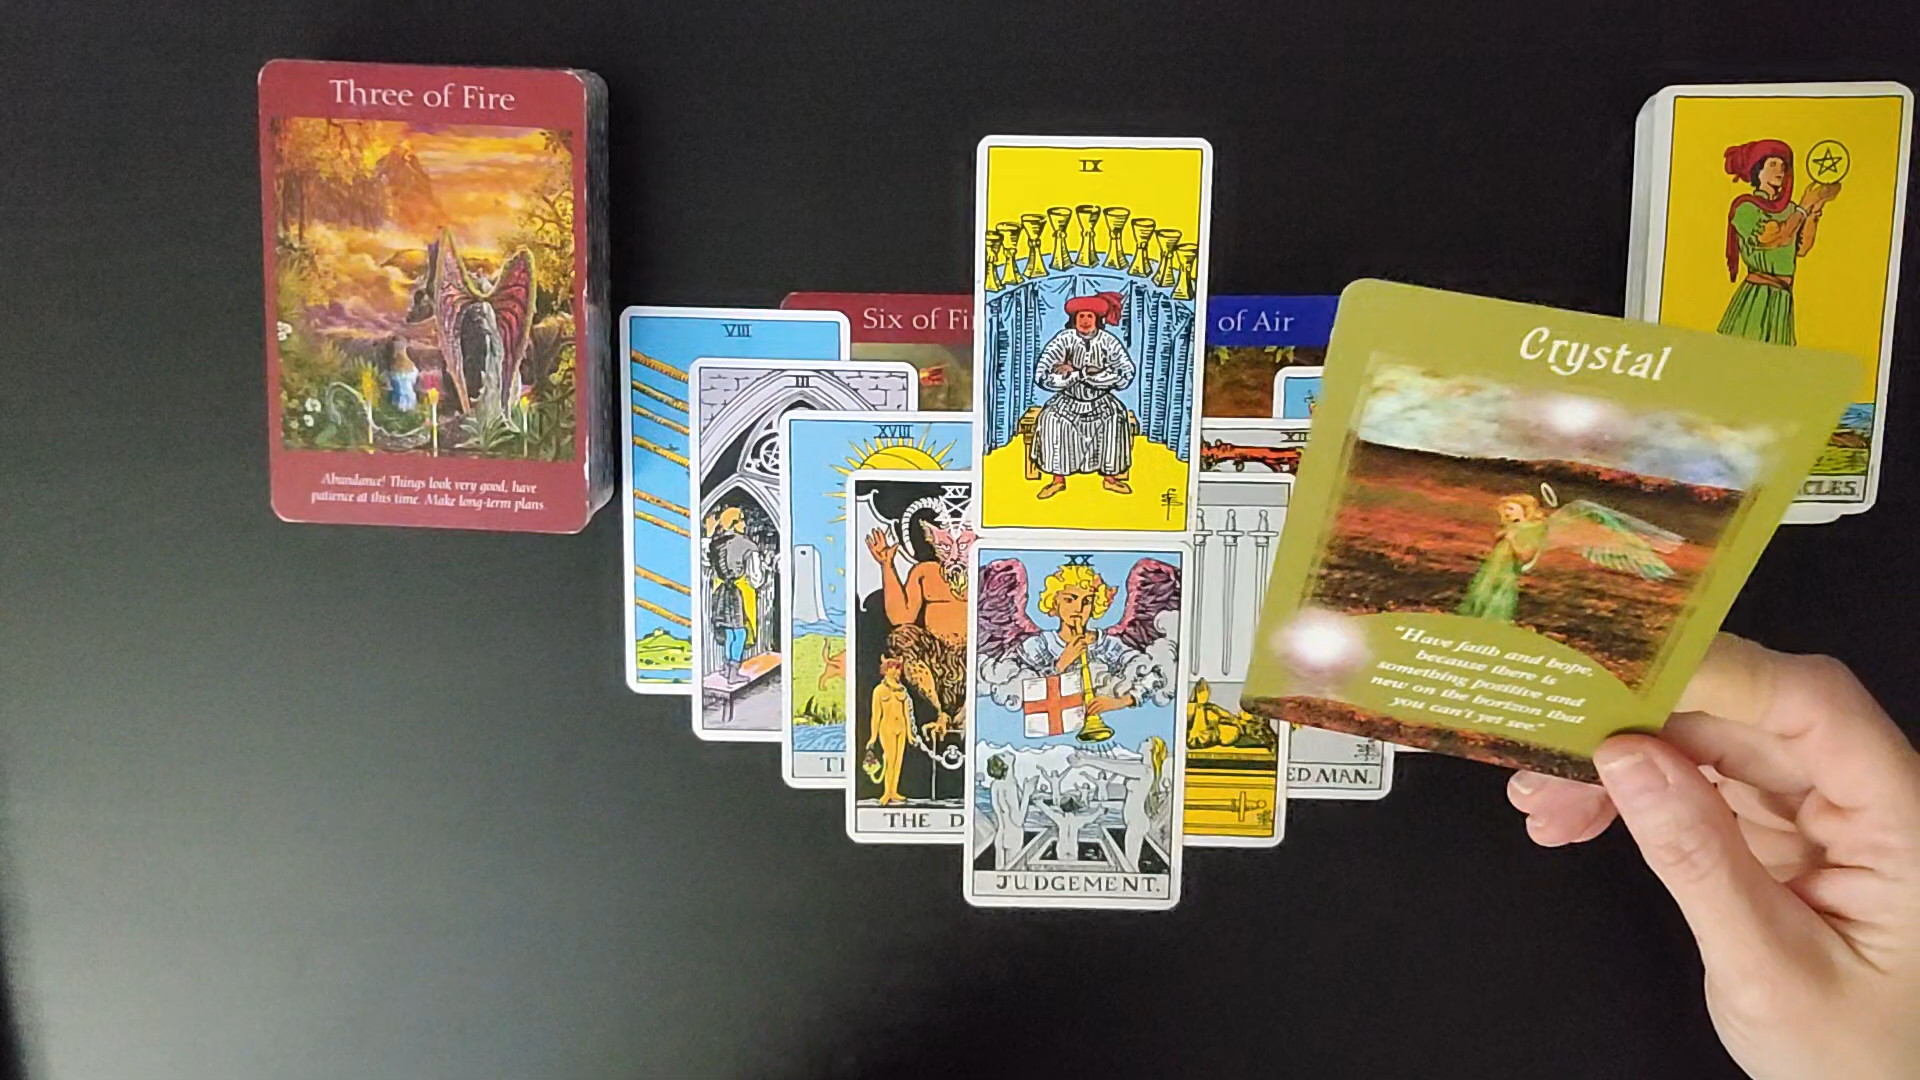 Three of Fire
Abundance! Things look very good, have
patience at this time. Make long-term plans
VIII
III
XVIII
XV
THE D
Six of Fi
IX
XX
JUDGEMENT.
of Air
XII
ED MAN.
Crystal
"Have faith and hope,
because there is
something positive and
new on the horizon that
you can't yet see."
CLES.